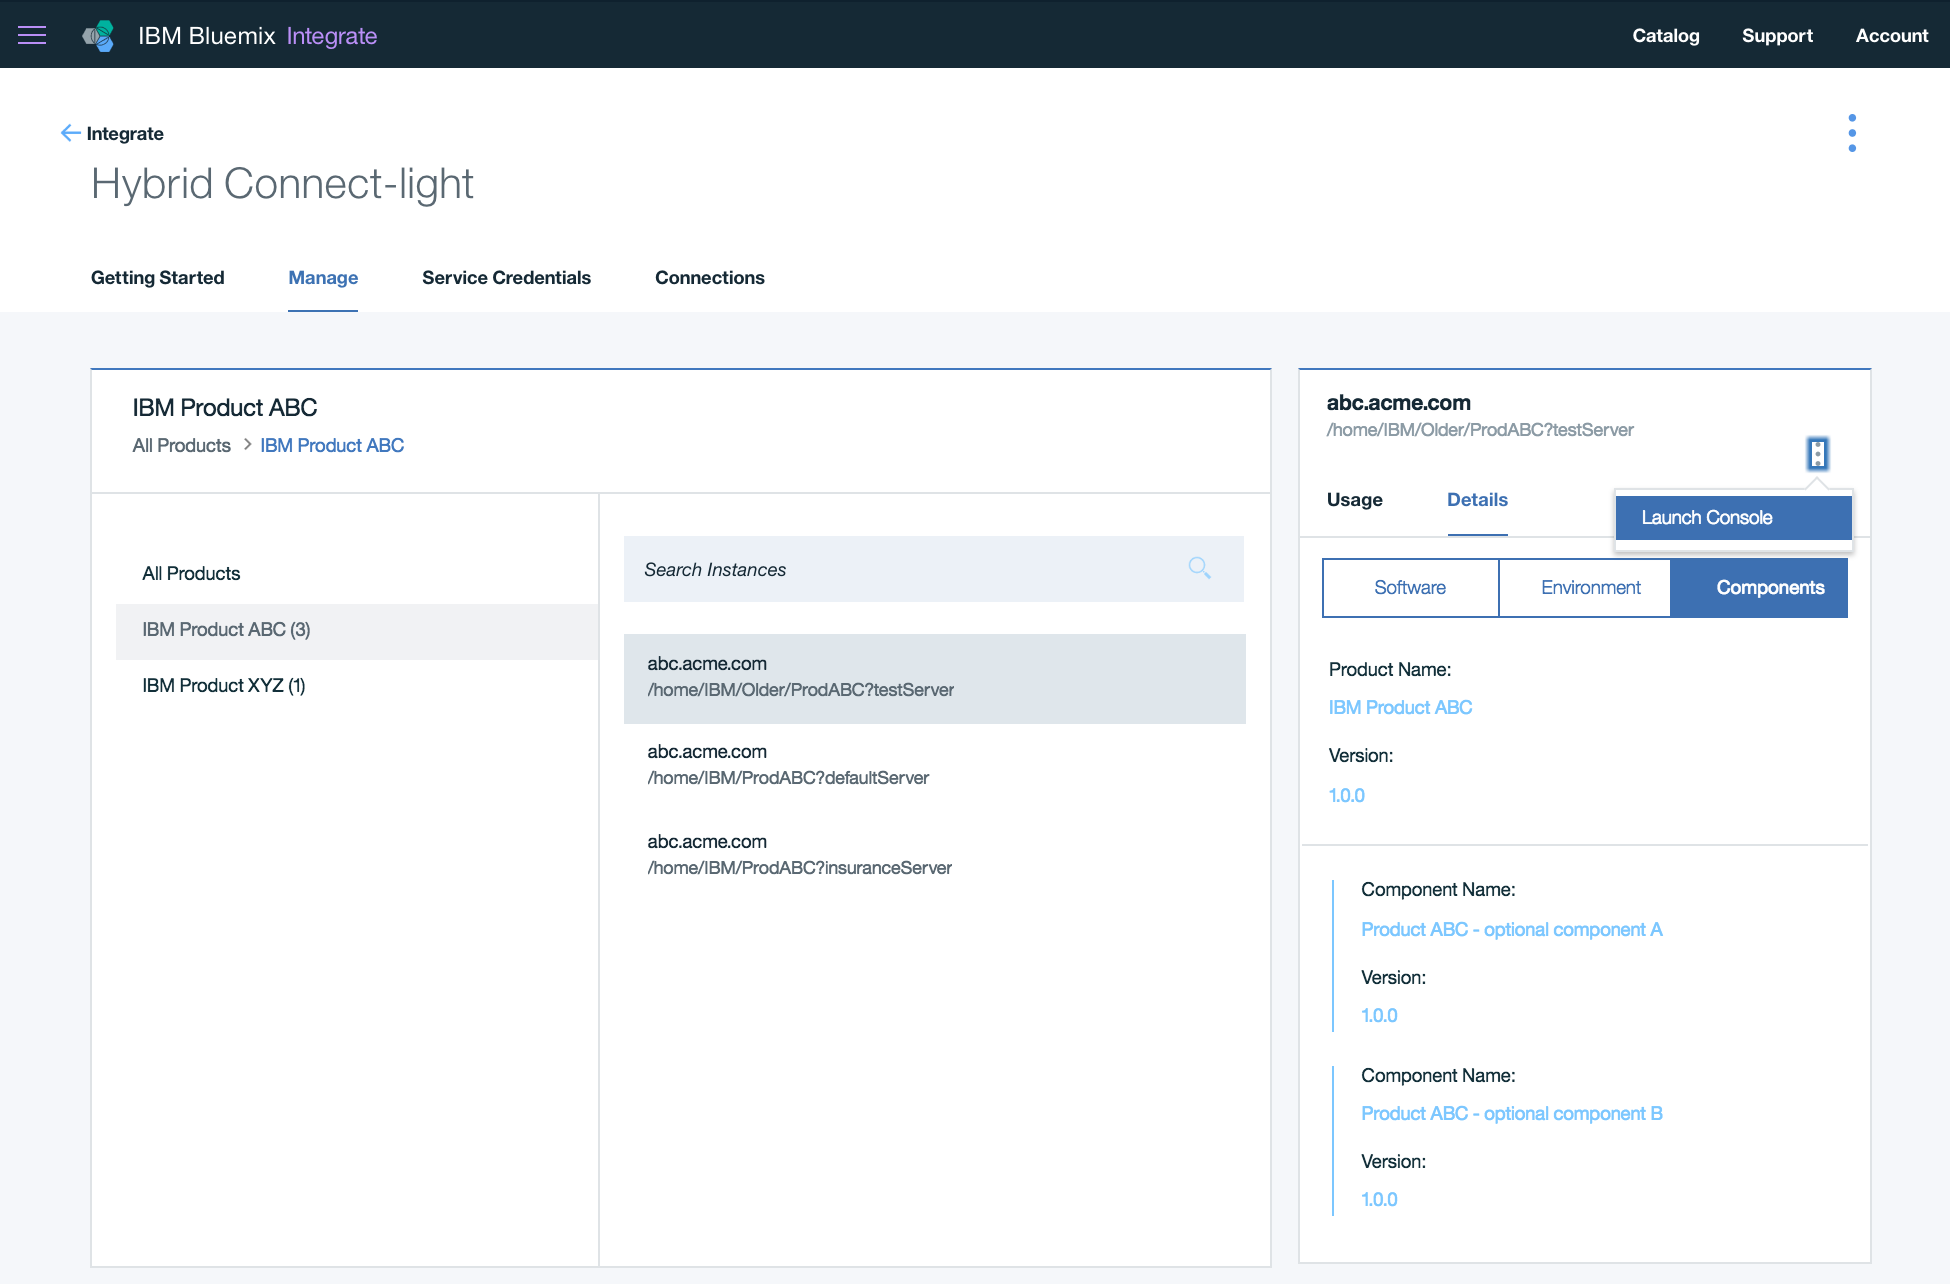 IBM Bluemix Integrate
Catalog
Support
Account
Integrate
Hybrid Connect-light
Getting Started
Manage
Service Credentials
Connections
IBM Product ABC
All Products > IBM Product ABC
All Products
IBM Product ABC (3)
IBM Product XYZ (1)
Search Instances
abc.acme.com
/home/IBM/Older/ProdABC?testServer
abc.acme.com
/home/IBM/ProdABC?defaultServer
abc.acme.com
/home/IBM/ProdABC?insuranceServer
abc.acme.com
/home/IBM/Older/ProdABC?testServer
Usage
Details
Launch Console
Software
Environment
Components
Product Name:
IBM Product ABC
Version:
1.0.0
Component Name:
Product ABC - optional component A
Version:
1.0.0
Component Name:
Product ABC - optional component B
Version:
1.0.0